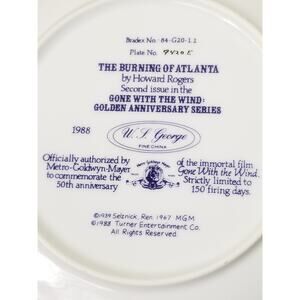 Bradex No. 84-G20-1.2
Plate No. 9420 E
THE BURNING OF ATLANTA
by Howard Rogers
Second issue in the
GONE WITH THE WIND:
GOLDEN ANNIVERSARY SERIES
1988
W. L. George
FINE CHINA
Officially authorized by
Metro-Goldwyn-Mayer
to commemorate the
50th anniversary
of the immortal film
Gone With the Wind.
Strictly limited to
150 firing days.
©1939 Selznick, Ren. 1967 MGM
©1988 Turner Entertainment Co.
All Rights Reserved.